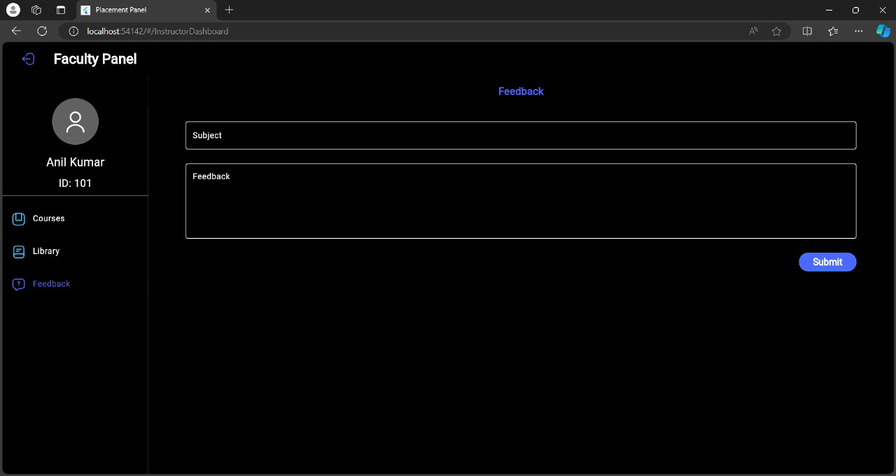 Placement Panel
localhost:54142/#/InstructorDashboard
Faculty Panel
Anil Kumar
ID: 101
Courses
Library
Feedback
Feedback
Subject
Feedback
Submit